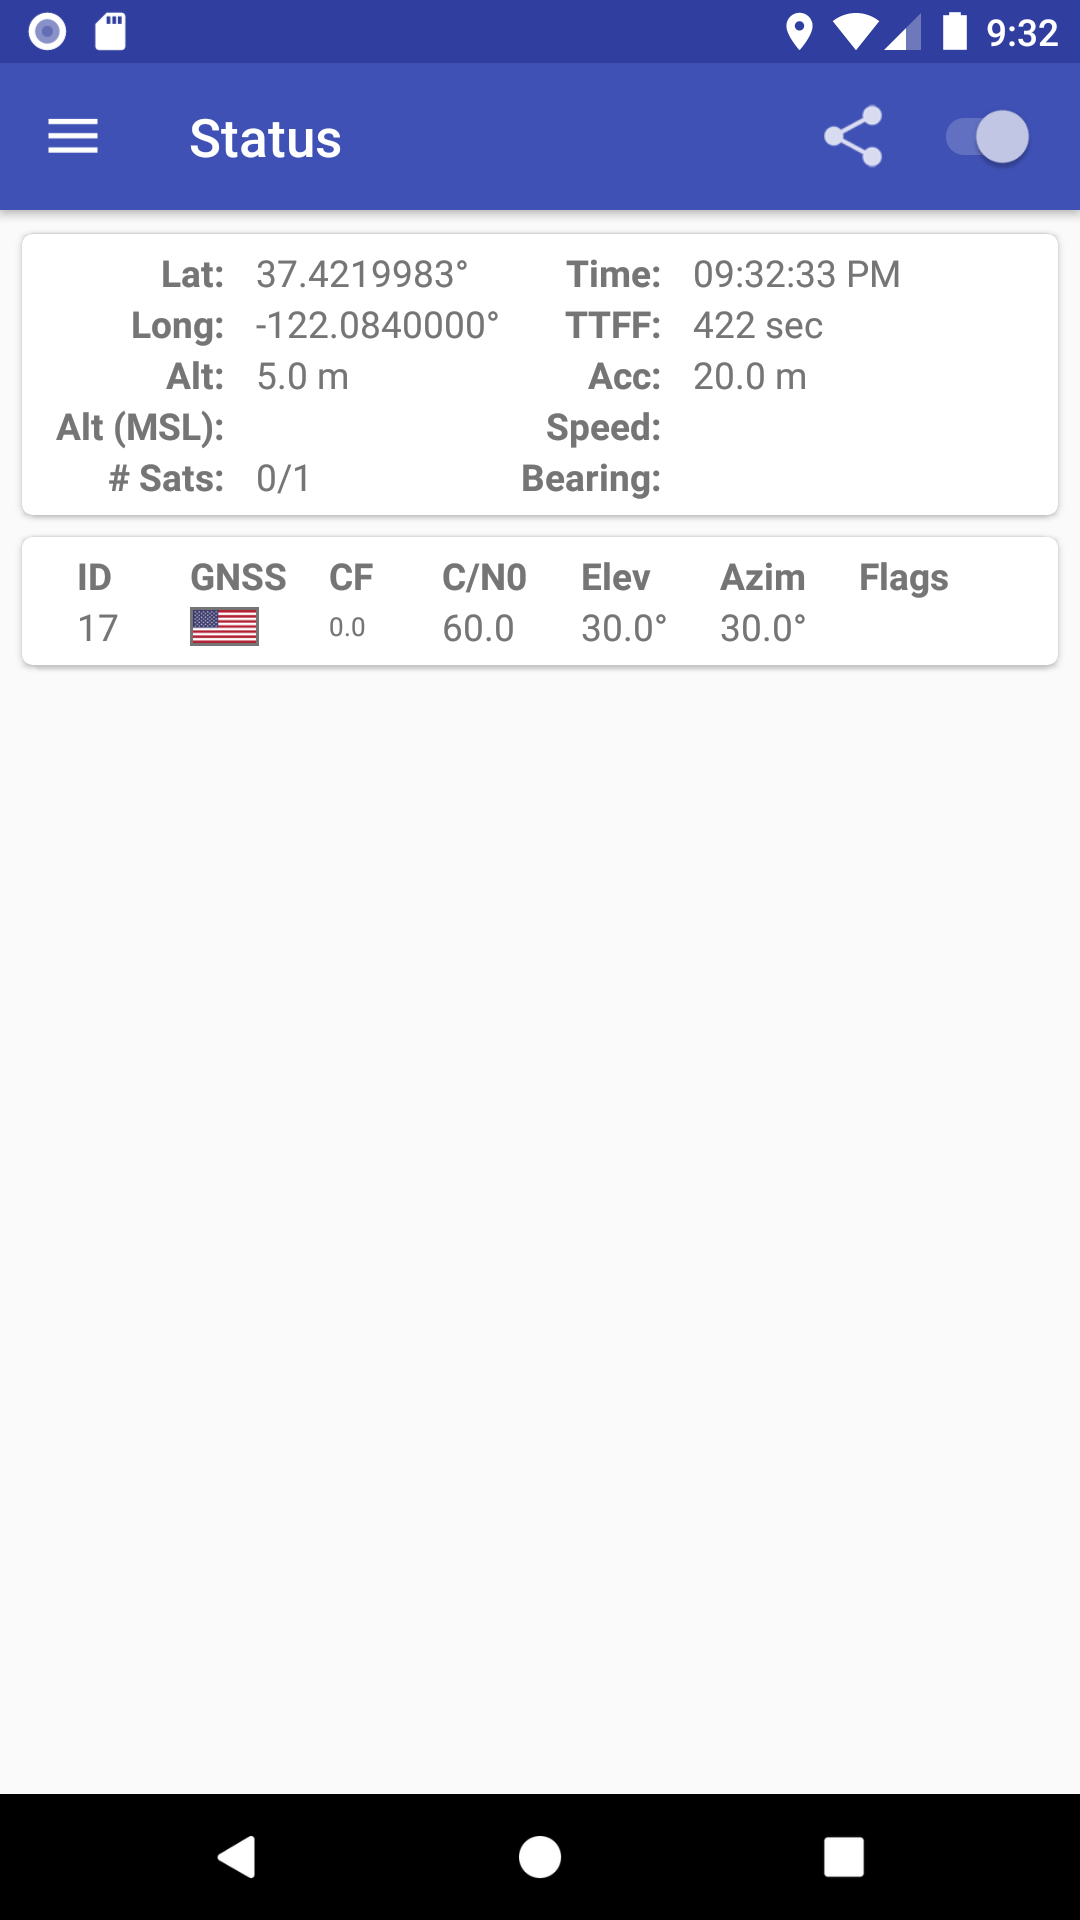 9:32
Status
Lat: 37.4219983° Time: 09:32:33 PM
Long: -122.0840000° TTFF: 422 sec
Alt: 5.0 m Acc: 20.0 m
Alt (MSL): Speed:
# Sats: 0/1 Bearing:
ID GNSS CF C/N0 Elev Azim Flags
17 0.0 60.0 30.0° 30.0°